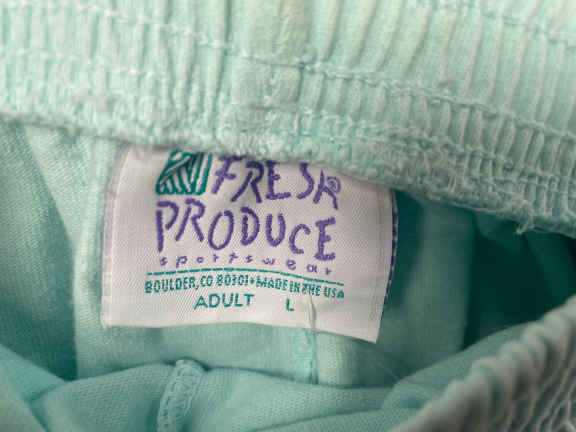 FRESH®
PRODUCE
sportswear
BOULDER, CO 80301•MADE IN THE USA
ADULT L